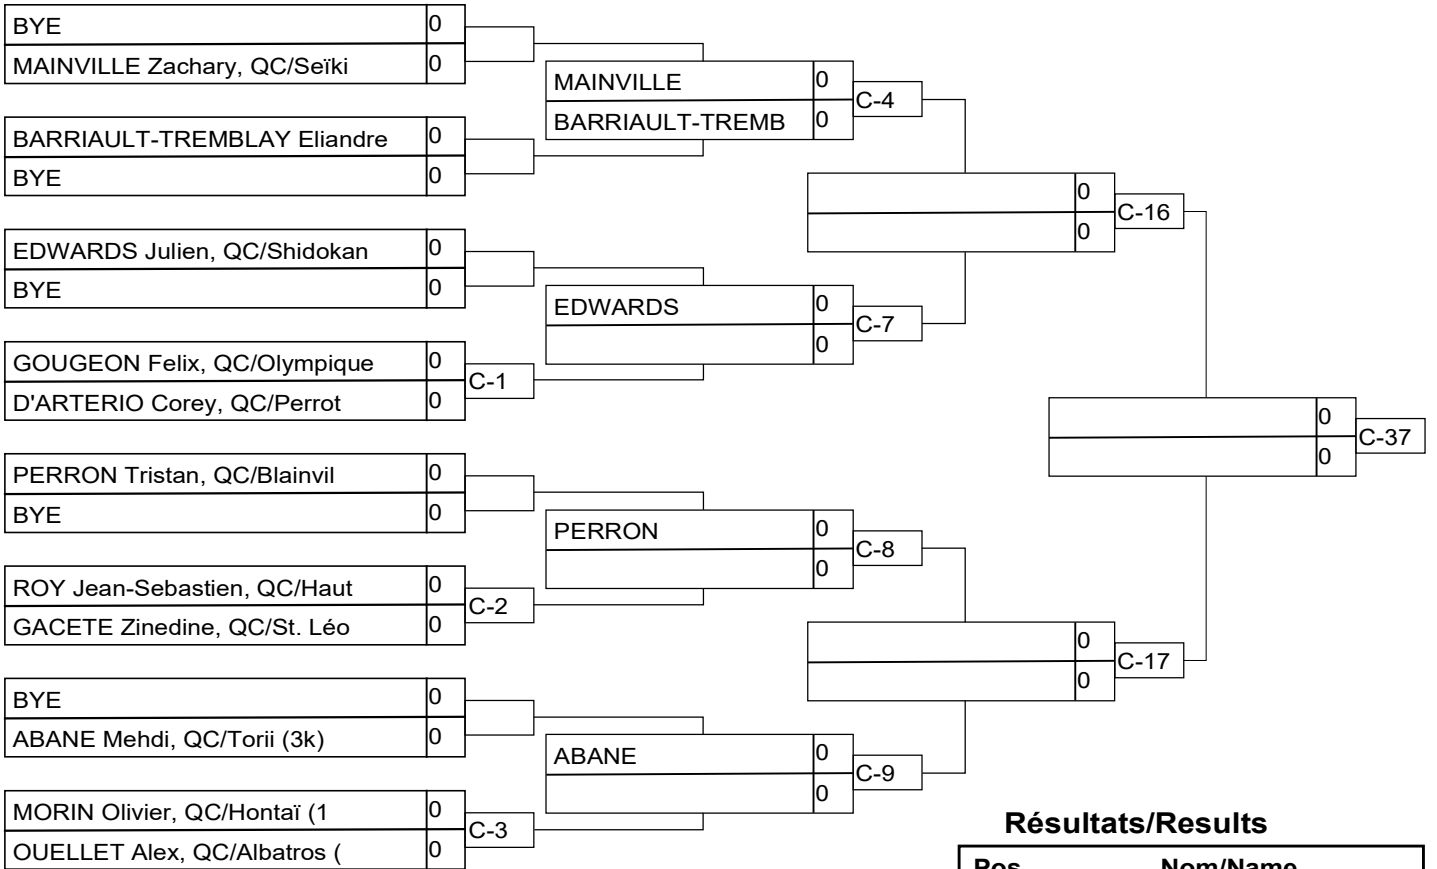 BYE 0
MAINVILLE Zachary, QC/Seïki 0
BARRIAULT-TREMBLAY Eliandre 0
BYE 0
EDWARDS Julien, QC/Shidokan 0
BYE 0
GOUGEON Felix, QC/Olympique 0
D'ARTERIO Corey, QC/Perrot 0
C-1
PERRON Tristan, QC/Blainvil 0
BYE 0
ROY Jean-Sebastien, QC/Haut 0
GACETE Zinedine, QC/St. Léo 0
C-2
BYE 0
ABANE Mehdi, QC/Torii (3k) 0
MORIN Olivier, QC/Hontaï (1 0
OUELLET Alex, QC/Albatros ( 0
C-3
MAINVILLE 0
BARRIAULT-TREMB 0
C-4
EDWARDS 0
0
C-7
PERRON 0
0
C-8
ABANE 0
0
C-9
0
0
C-16
0
0
C-17
0
0
C-37
Résultats/Results
Pos Nom/Name